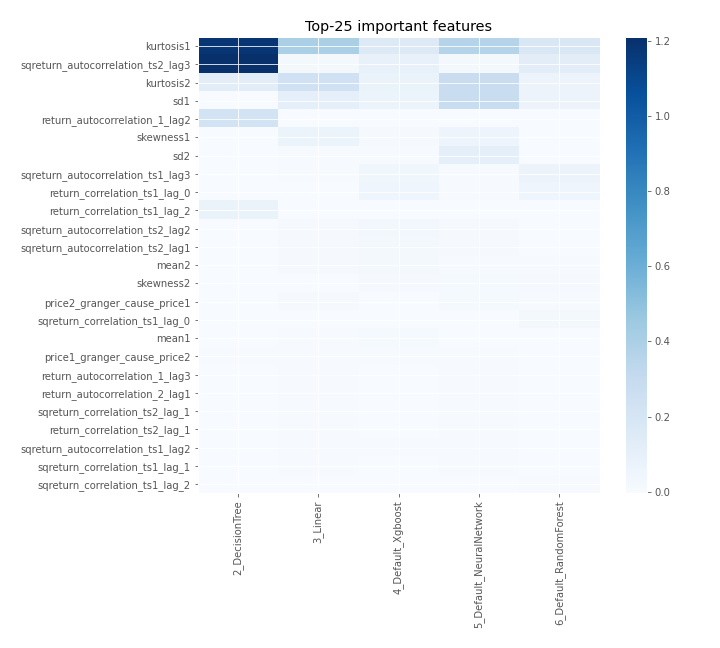 Top-25 important features
kurtosis1
sqreturn_autocorrelation_ts2_lag3
kurtosis2
sd1
return_autocorrelation_1_lag2
skewness1
sd2
sqreturn_autocorrelation_ts1_lag3
return_correlation_ts1_lag_0
return_correlation_ts1_lag_2
sqreturn_autocorrelation_ts2_lag2
sqreturn_autocorrelation_ts2_lag1
mean2
skewness2
price2_granger_cause_price1
sqreturn_correlation_ts1_lag_0
mean1
price1_granger_cause_price2
return_autocorrelation_1_lag3
return_autocorrelation_2_lag1
sqreturn_correlation_ts2_lag_1
return_correlation_ts2_lag_1
sqreturn_autocorrelation_ts1_lag2
sqreturn_correlation_ts1_lag_1
sqreturn_correlation_ts1_lag_2
2_DecisionTree
3_Linear
4_Default_Xgboost
5_Default_NeuralNetwork
6_Default_RandomForest
1.2
1.0
0.8
0.6
0.4
0.2
0.0